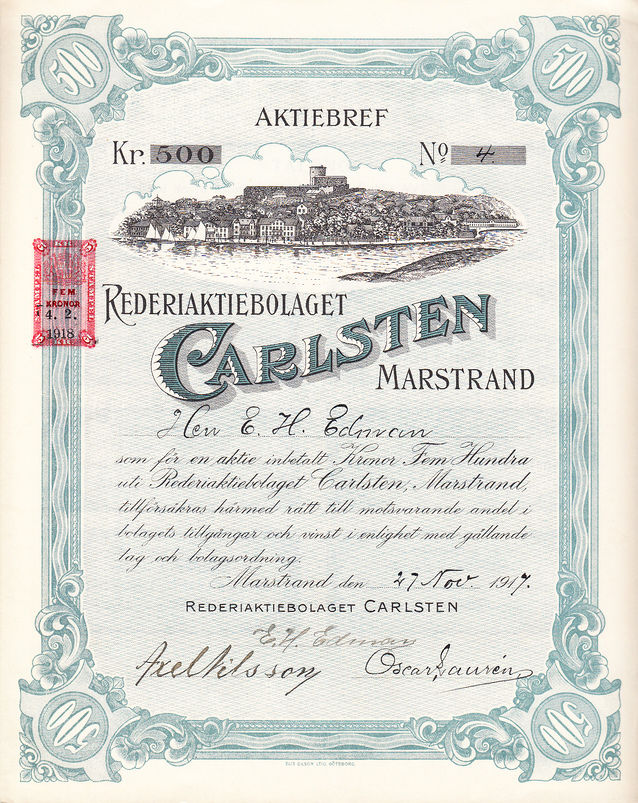 500
500
AKTIEBREF
Kr. 500
No 4.
STÄMPEL
STÄMPEL
FEM
KRONOR
4. 2.
1918
REDERIAKTIEBOLAGET
CARLSTEN
MARSTRAND
Herr E. H. Edman
som för en aktie inbetalt Kronor Fem Hundra
uti Rederiaktiebolaget Carlsten, Marstrand,
tillförsäkras härmed rätt till motsvarande andel i
bolagets tillgångar och vinst i enlighet med gällande
lag och bolagsordning.
Marstrand den 27 Nov. 1917.
REDERIAKTIEBOLAGET CARLSTEN
E. H. Edman
Axel Nilsson
Oscar Laurén
500
500